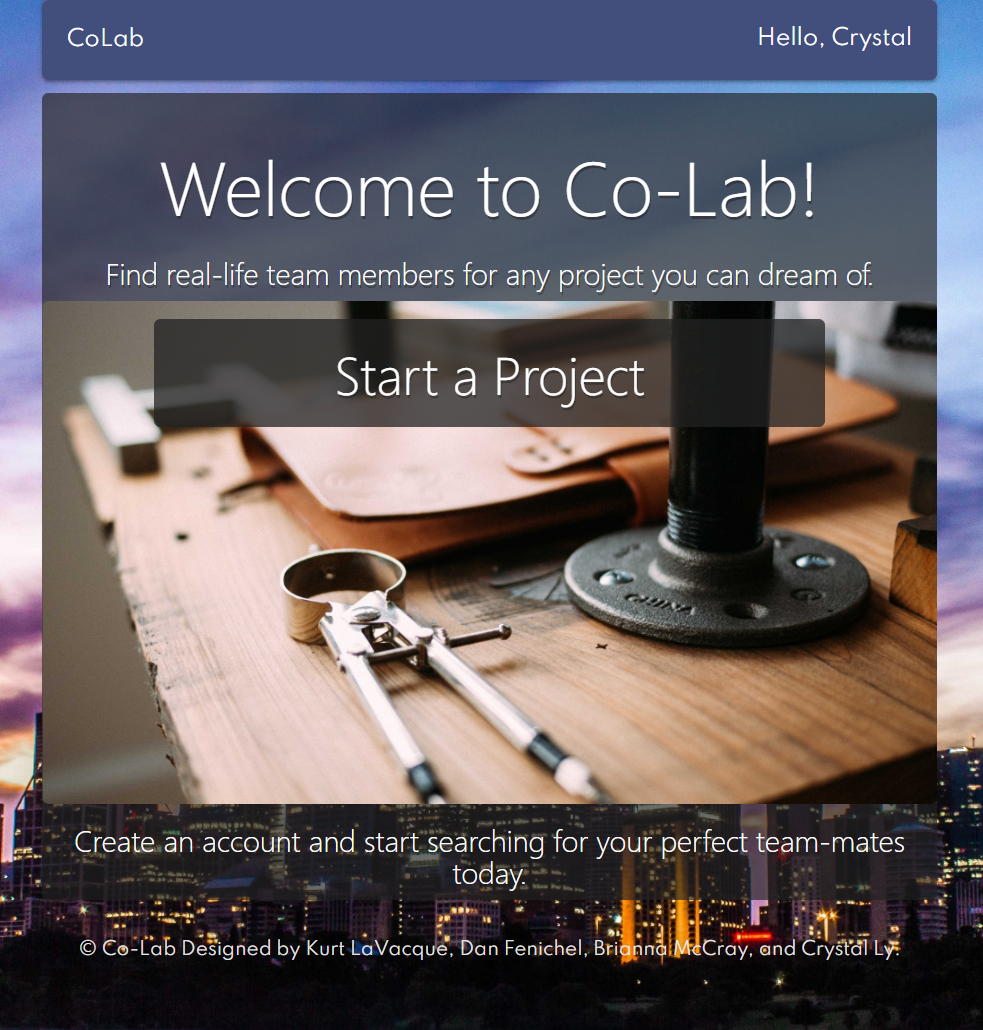 CoLab
Hello, Crystal
Welcome to Co-Lab!
Find real-life team members for any project you can dream of.
Start a Project
CHINA
Create an account and start searching for your perfect team-mates
today.
© Co-Lab Designed by Kurt LaVacque, Dan Fenichel, Brianna McCray, and Crystal Ly.